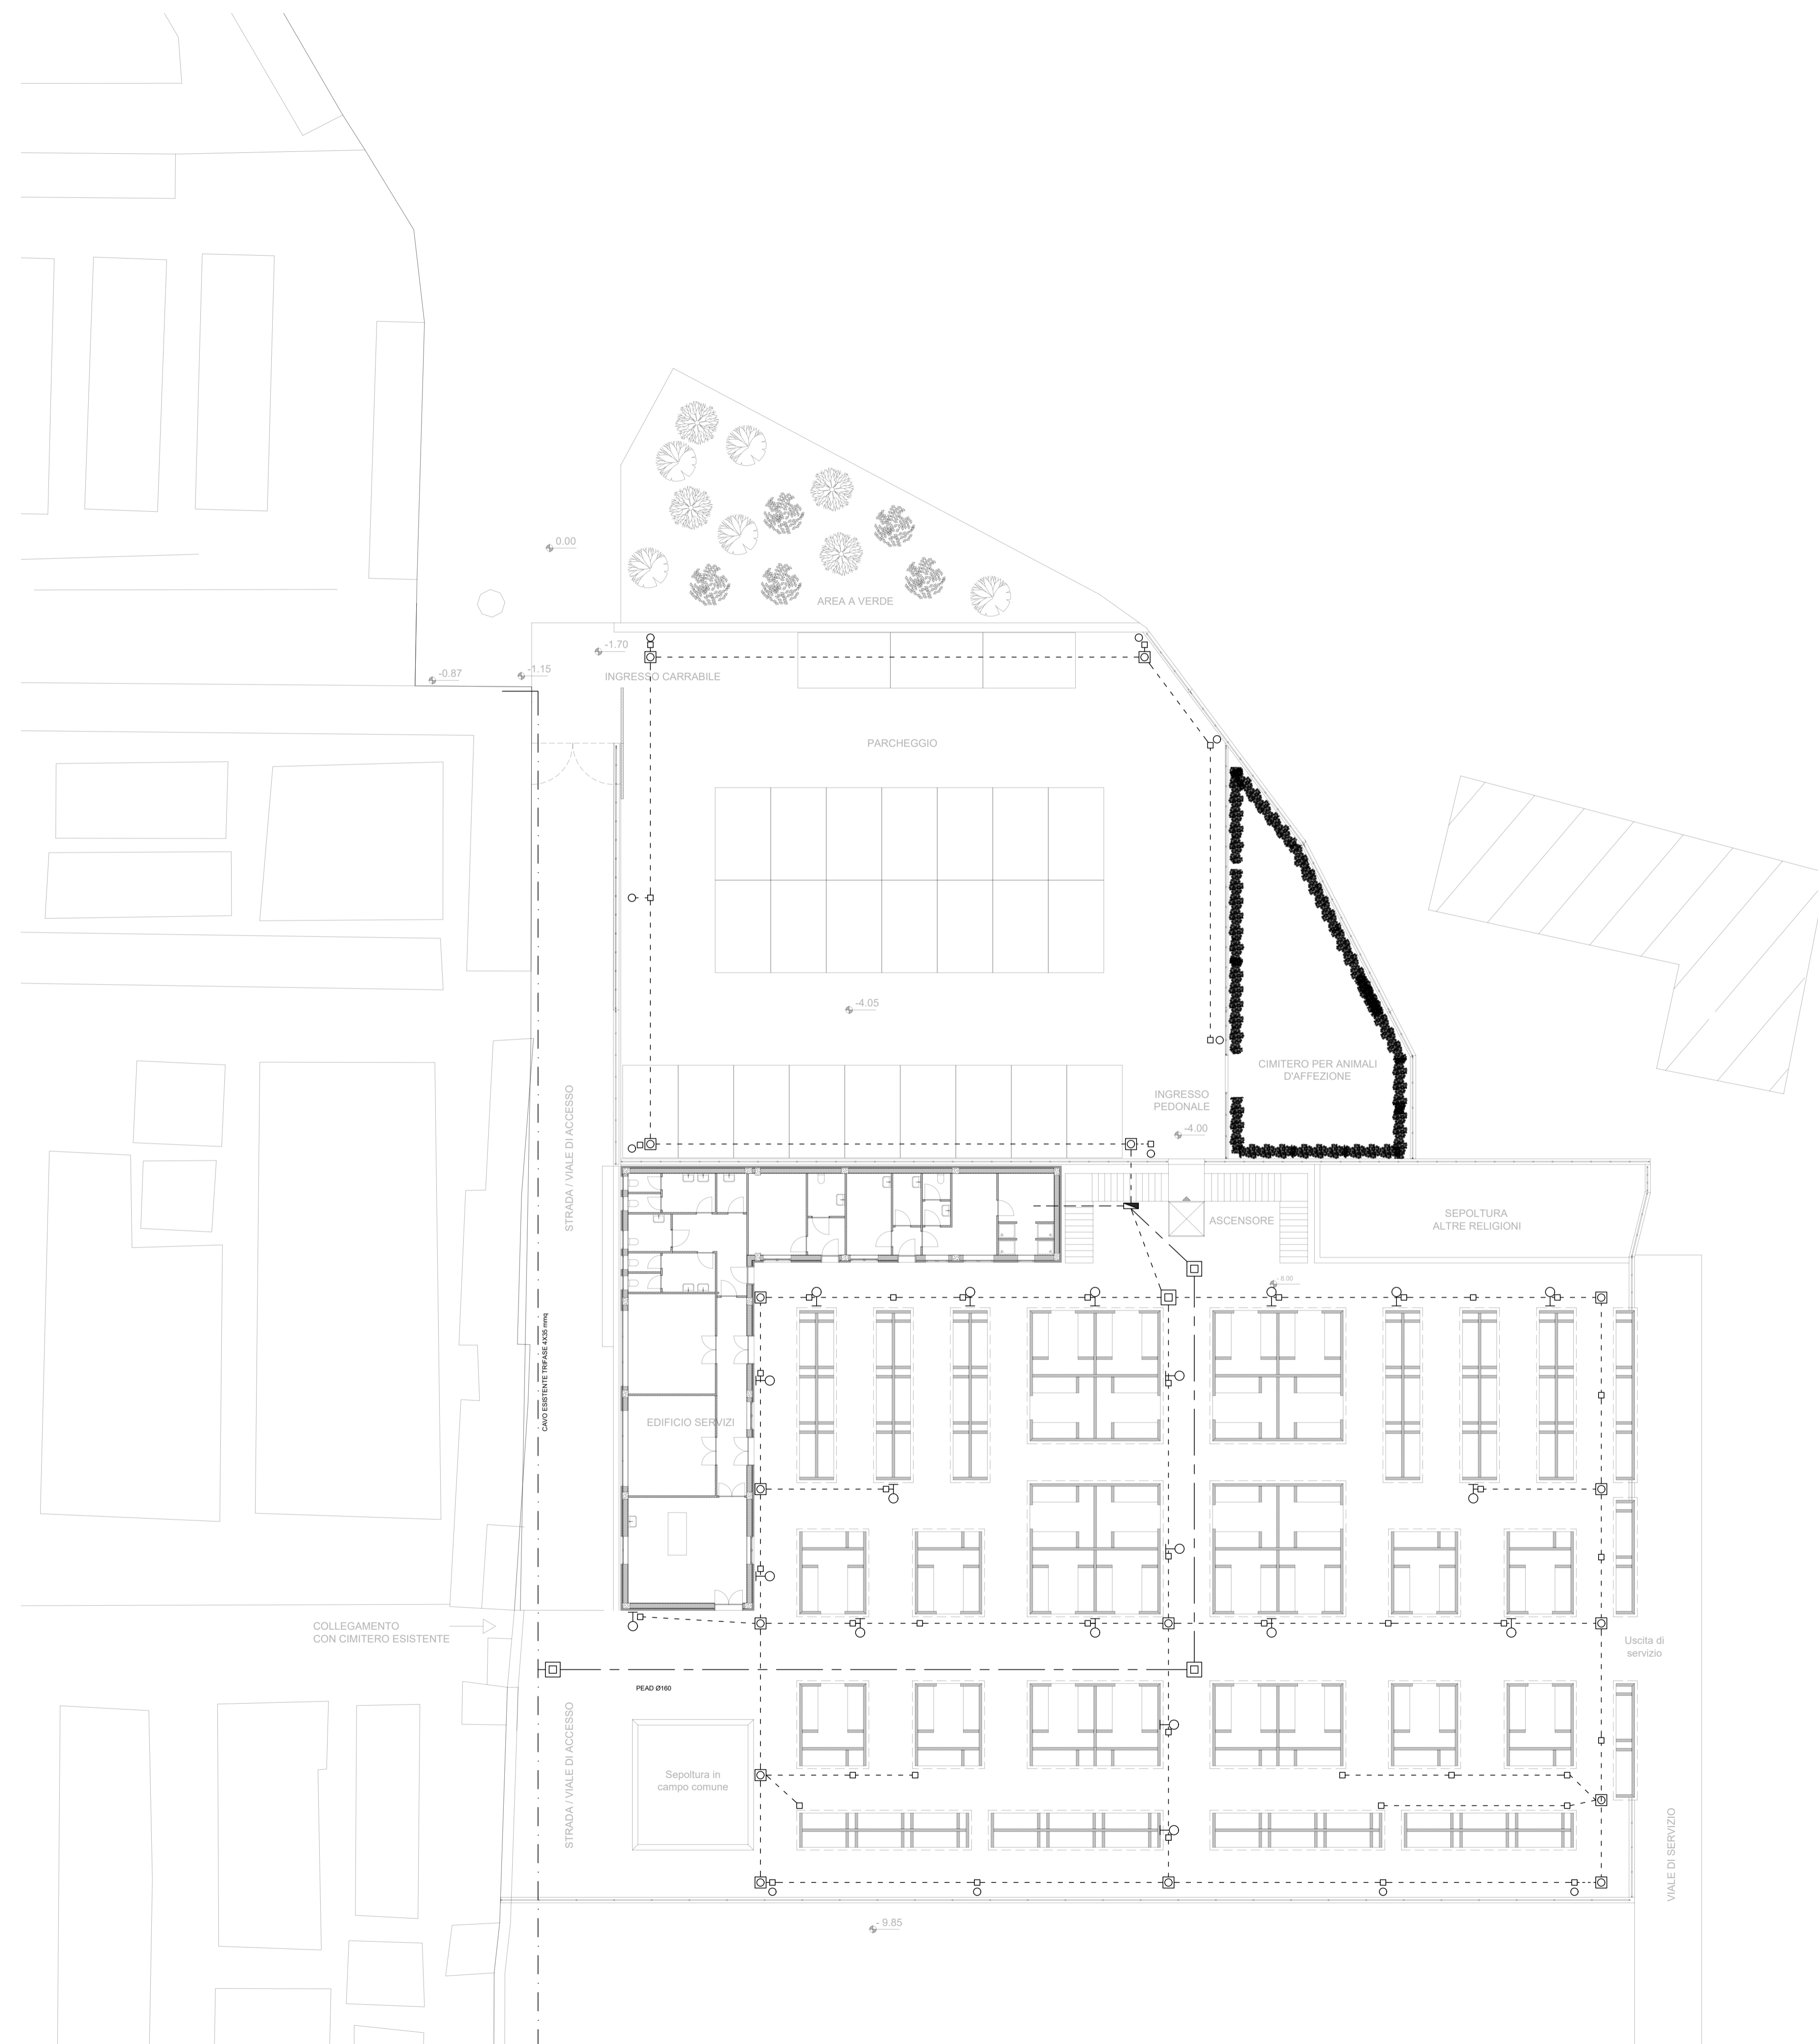 0.00
AREA A VERDE
-1.70
-0.87
-1.15
INGRESSO CARRABILE
PARCHEGGIO
-4.05
CIMITERO PER ANIMALI
D'AFFEZIONE
INGRESSO
PEDONALE
-4.00
STRADA / VIALE DI ACCESSO
ASCENSORE
SEPOLTURA
ALTRE RELIGIONI
- 8.00
CAVO ESISTENTE TRIFASE 4X35 mmq
EDIFICIO SERVIZI
COLLEGAMENTO
CON CIMITERO ESISTENTE
Uscita di
servizio
PEAD Ø160
STRADA / VIALE DI ACCESSO
Sepoltura in
campo comune
VIALE DI SERVIZIO
- 9.85